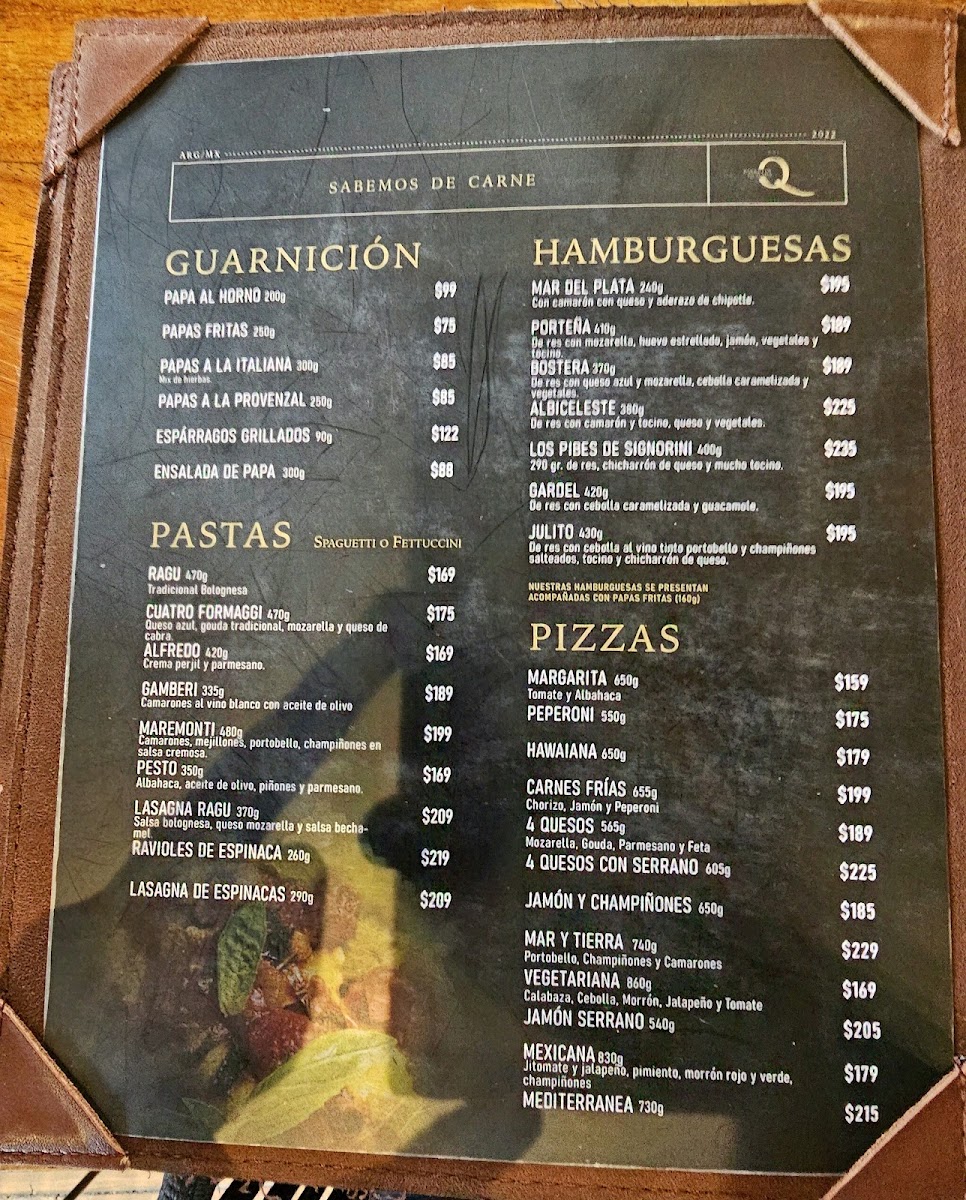 ARG/MX
2022
SABEMOS DE CARNE
Q
GUARNICIÓN
PAPA AL HORNO 200g $99
PAPAS FRITAS 250g $75
PAPAS A LA ITALIANA 300g $85
Mix de hierbas
PAPAS A LA PROVENZAL 250g $85
ESPÁRRAGOS GRILLADOS 90g $122
ENSALADA DE PAPA 300g $88
PASTAS SPAGUETTI O FETTUCCINI
RAGU 470g $169
Tradicional Bolognesa
CUATRO FORMAGGI 470g $175
Queso azul, gouda tradicional, mozarella y queso de
cabra.
ALFREDO 420g $169
Crema perjil y parmesano.
GAMBERI 335g $189
Camarones al vino blanco con aceite de olivo
MAREMONTI 480g $199
Camarones, mejillones, portobello, champiñones en
salsa cremosa.
PESTO 350g $169
Albahaca, aceite de olivo, piñones y parmesano.
LASAGNA RAGU 370g $209
Salsa bolognesa, queso mozarella y salsa becha-
mel.
RAVIOLES DE ESPINACA 260g $219
LASAGNA DE ESPINACAS 290g $209
HAMBURGUESAS
MAR DEL PLATA 240g $195
Con camarón con queso y aderezo de chipotle.
PORTEÑA 410g $189
De res con mozarella, huevo estrellado, jamón, vegetales y
tocino.
BOSTERA 370g $189
De res con queso azul y mozarella, cebolla caramelizada y
vegetales.
ALBICELESTE 380g $225
De res con camarón y tocino, queso y vegetales.
LOS PIBES DE SIGNORINI 400g $235
290 gr. de res, chicharrón de queso y mucho tocino.
GARDEL 420g $195
De res con cebolla caramelizada y guacamole.
JULITO 430g $195
De res con cebolla al vino tinto portobello y champiñones
salteados, tocino y chicharrón de queso.
NUESTRAS HAMBURGUESAS SE PRESENTAN
ACOMPAÑADAS CON PAPAS FRITAS (160g)
PIZZAS
MARGARITA 650g $159
Tomate y Albahaca
PEPERONI 550g $175
HAWAIANA 650g $179
CARNES FRÍAS 655g $199
Chorizo, Jamón y Peperoni
4 QUESOS 565g $189
Mozarella, Gouda, Parmesano y Feta
4 QUESOS CON SERRANO 605g $225
JAMÓN Y CHAMPIÑONES 650g $185
MAR Y TIERRA 740g $229
Portobello, Champiñones y Camarones
VEGETARIANA 860g $169
Calabaza, Cebolla, Morrón, Jalapeño y Tomate
JAMÓN SERRANO 540g $205
MEXICANA 830g $179
Jitomate y jalapeño, pimiento, morrón rojo y verde,
champiñones
MEDITERRANEA 730g $215